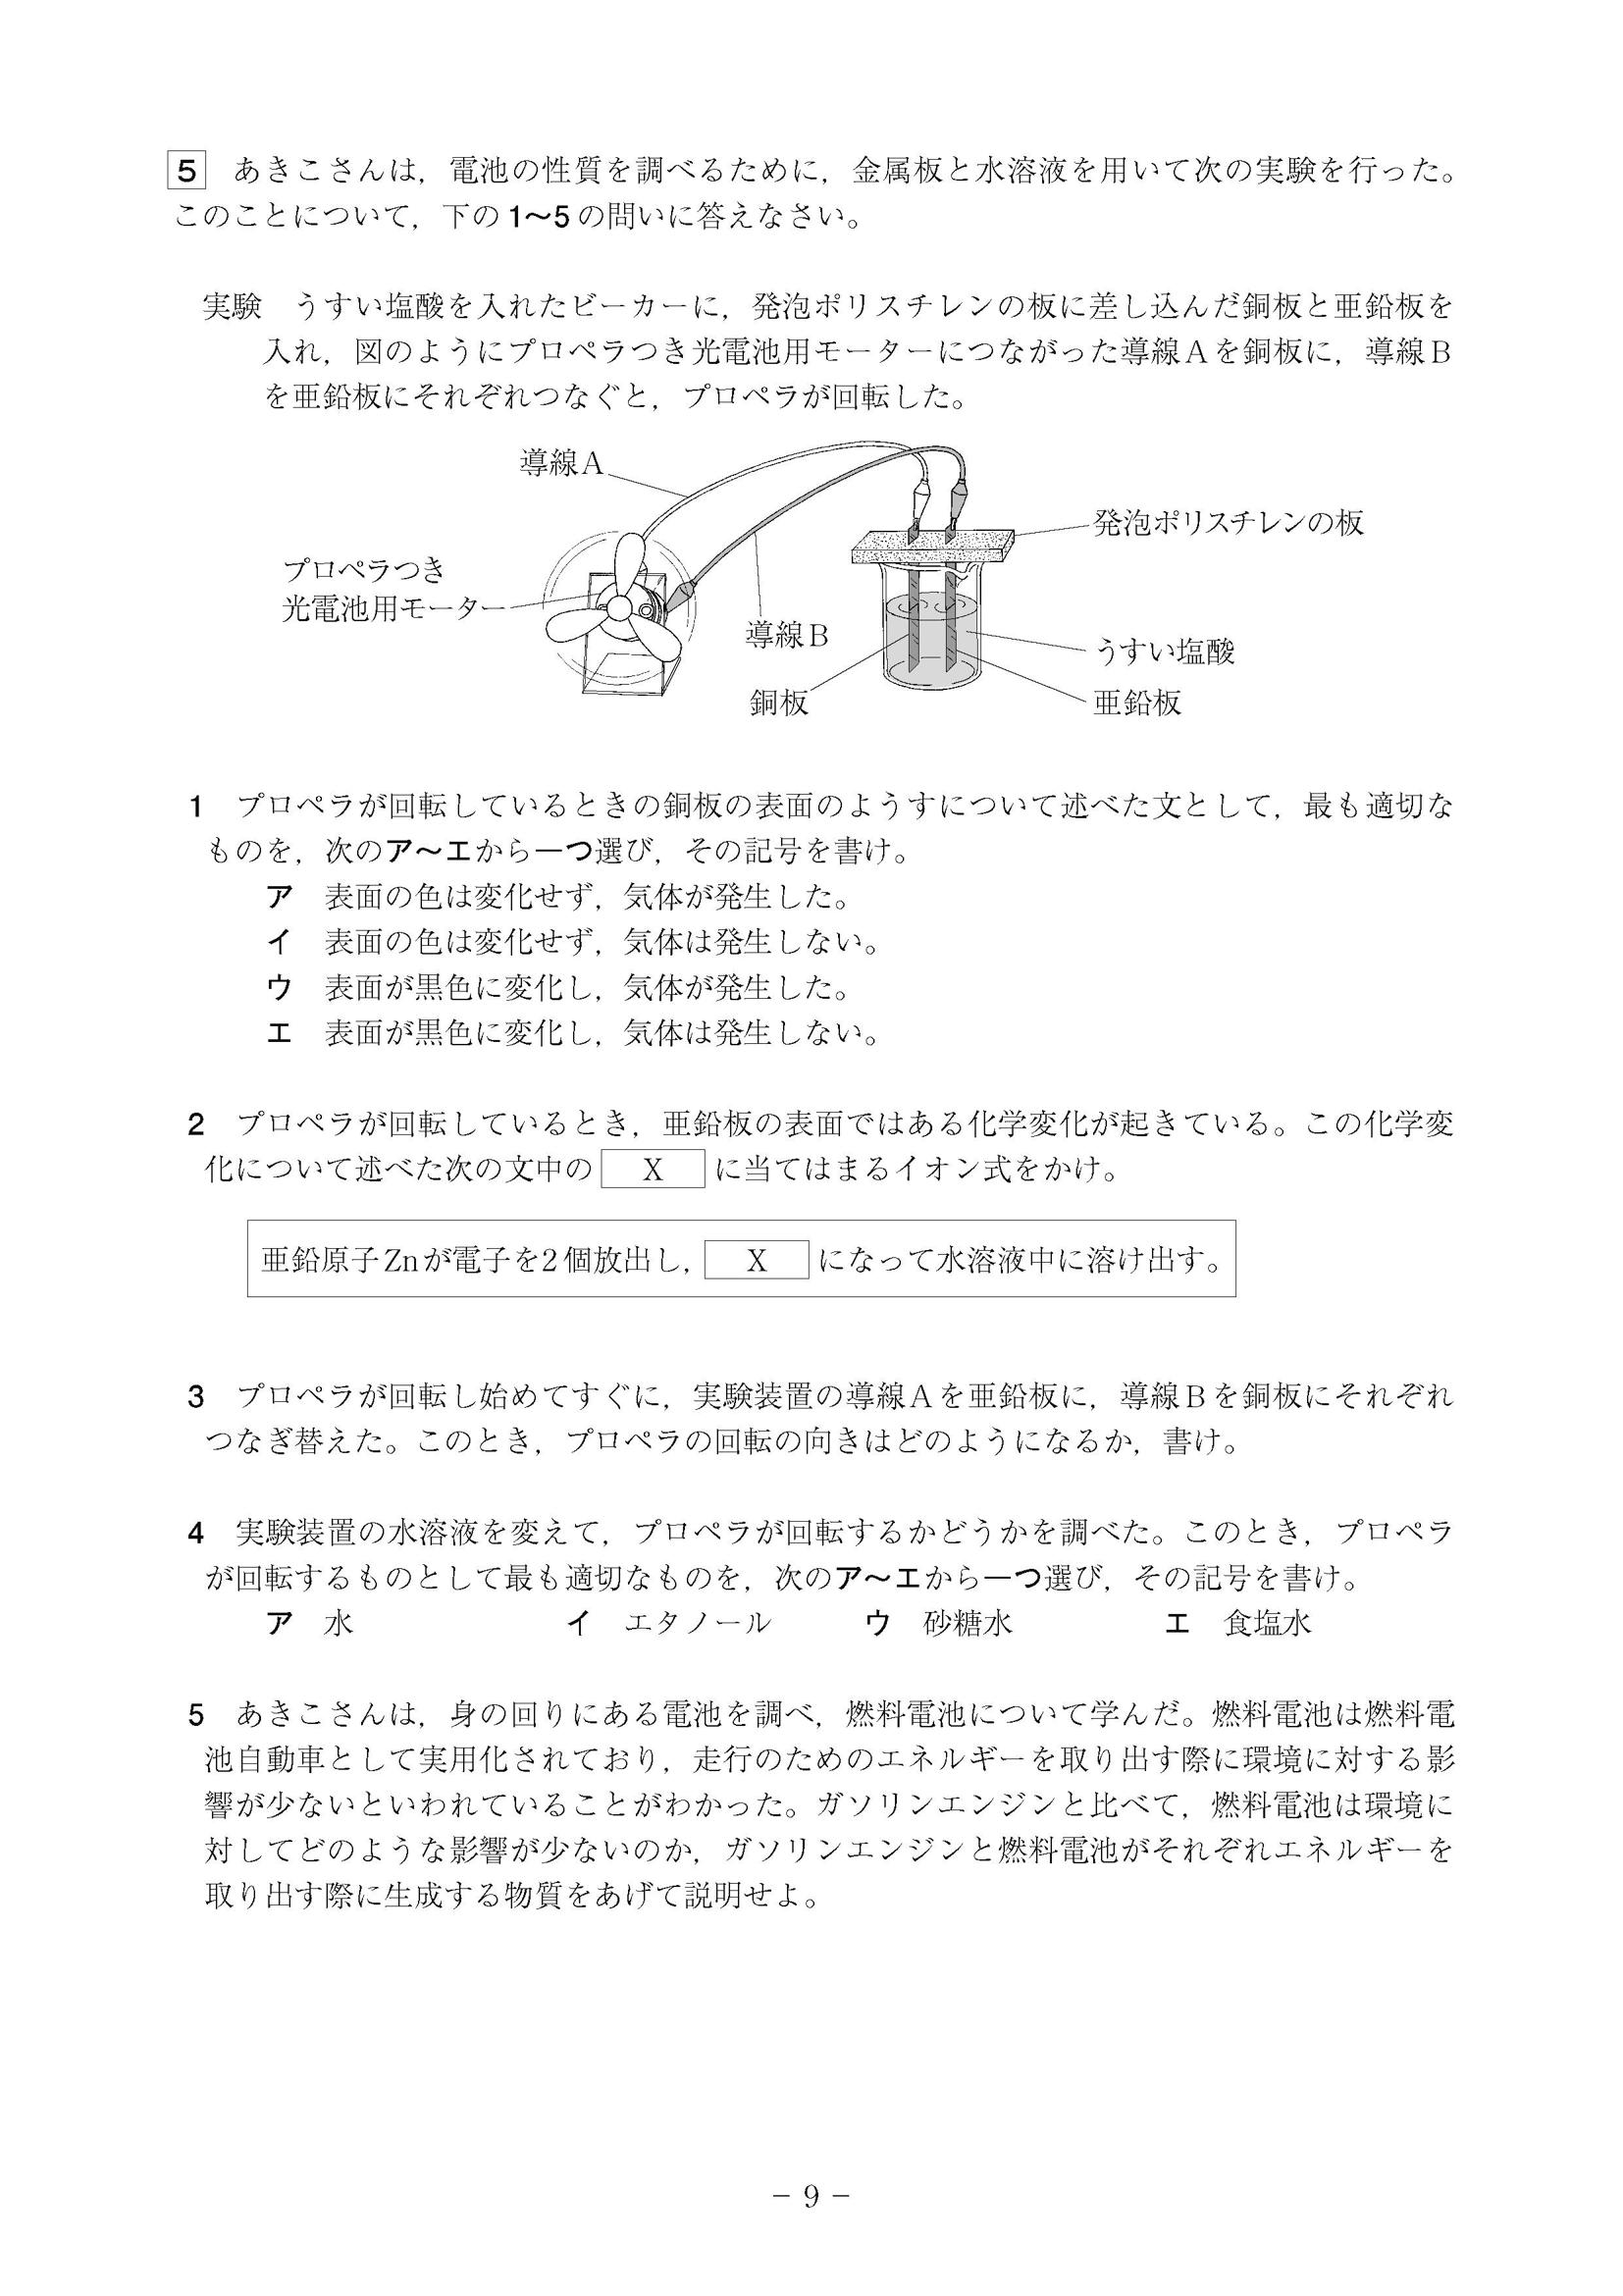 5 あきこさんは，電池の性質を調べるために，金属板と水溶液を用いて次の実験を行った。
このことについて，下の1～5の問いに答えなさい。
実験　うすい塩酸を入れたビーカーに，発泡ポリスチレンの板に差し込んだ銅板と亜鉛板を
入れ，図のようにプロペラつき光電池用モーターにつながった導線Aを銅板に，導線B
を亜鉛板にそれぞれつなぐと，プロペラが回転した。
導線A
発泡ポリスチレンの板
プロペラつき
光電池用モーター
導線B
うすい塩酸
銅板
亜鉛板
1　プロペラが回転しているときの銅板の表面のようすについて述べた文として，最も適切な
ものを，次のア～エから一つ選び，その記号を書け。
ア　表面の色は変化せず，気体が発生した。
イ　表面の色は変化せず，気体は発生しない。
ウ　表面が黒色に変化し，気体が発生した。
エ　表面が黒色に変化し，気体は発生しない。
2　プロペラが回転しているとき，亜鉛板の表面ではある化学変化が起きている。この化学変
化について述べた次の文中の X に当てはまるイオン式をかけ。
亜鉛原子Znが電子を2個放出し， X になって水溶液中に溶け出す。
3　プロペラが回転し始めてすぐに，実験装置の導線Aを亜鉛板に，導線Bを銅板にそれぞれ
つなぎ替えた。このとき，プロペラの回転の向きはどのようになるか，書け。
4　実験装置の水溶液を変えて，プロペラが回転するかどうかを調べた。このとき，プロペラ
が回転するものとして最も適切なものを，次のア～エから一つ選び，その記号を書け。
ア　水　イ　エタノール　ウ　砂糖水　エ　食塩水
5　あきこさんは，身の回りにある電池を調べ，燃料電池について学んだ。燃料電池は燃料電
池自動車として実用化されており，走行のためのエネルギーを取り出す際に環境に対する影
響が少ないといわれていることがわかった。ガソリンエンジンと比べて，燃料電池は環境に
対してどのような影響が少ないのか，ガソリンエンジンと燃料電池がそれぞれエネルギーを
取り出す際に生成する物質をあげて説明せよ。
− 9 −